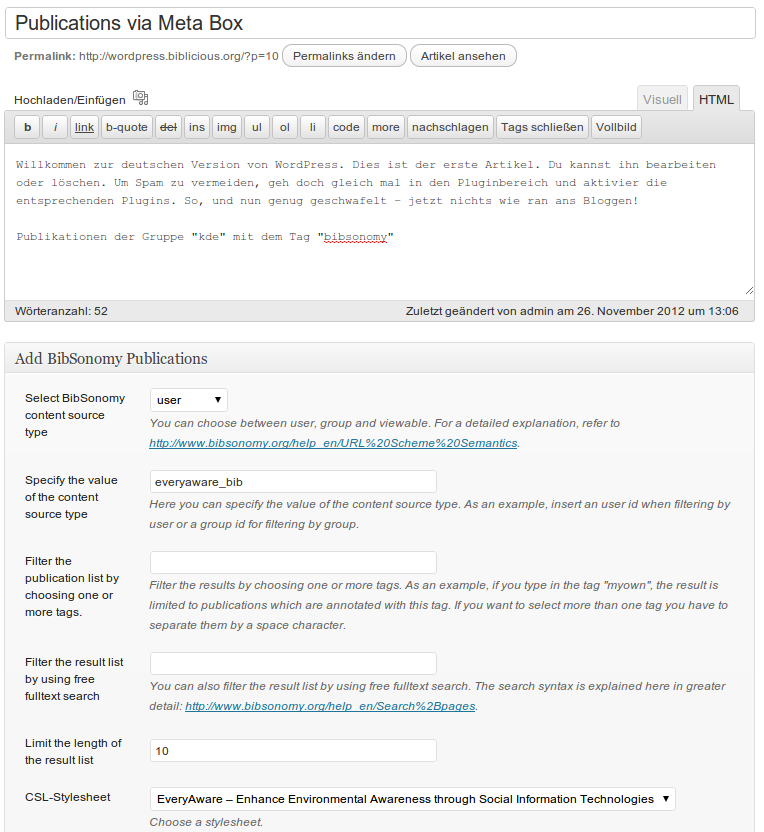 Publications via Meta Box
Permalink: http://wordpress.biblicious.org/?p=10 Permalinks ändern Artikel ansehen
Hochladen/Einfügen Visuell HTML
b i link b-quote del ins img ul ol li code more nachschlagen Tags schließen Vollbild
Willkommen zur deutschen Version von WordPress. Dies ist der erste Artikel. Du kannst ihn bearbeiten
oder löschen. Um Spam zu vermeiden, geh doch gleich mal in den Pluginbereich und aktivier die
entsprechenden Plugins. So, und nun genug geschwafelt – jetzt nichts wie ran ans Bloggen!
Publikationen der Gruppe "kde" mit dem Tag "bibsonomy"
Wörteranzahl: 52 Zuletzt geändert von admin am 26. November 2012 um 13:06
Add BibSonomy Publications
Select BibSonomy
content source
type
user
You can choose between user, group and viewable. For a detailed explanation, refer to
http://www.bibsonomy.org/help_en/URL%20Scheme%20Semantics.
Specify the value
of the content
source type
everyaware_bib
Here you can specify the value of the content source type. As an example, insert an user id when filtering by
user or a group id for filtering by group.
Filter the
publication list by
choosing one or
more tags.
Filter the results by choosing one or more tags. As an example, if you type in the tag "myown", the result is
limited to publications which are annotated with this tag. If you want to select more than one tag you have to
separate them by a space character.
Filter the result list
by using free
fulltext search
You can also filter the result list by using free fulltext search. The search syntax is explained here in greater
detail: http://www.bibsonomy.org/help_en/Search%2Bpages.
Limit the length of
the result list
10
CSL-Stylesheet
EveryAware – Enhance Environmental Awareness through Social Information Technologies
Choose a stylesheet.